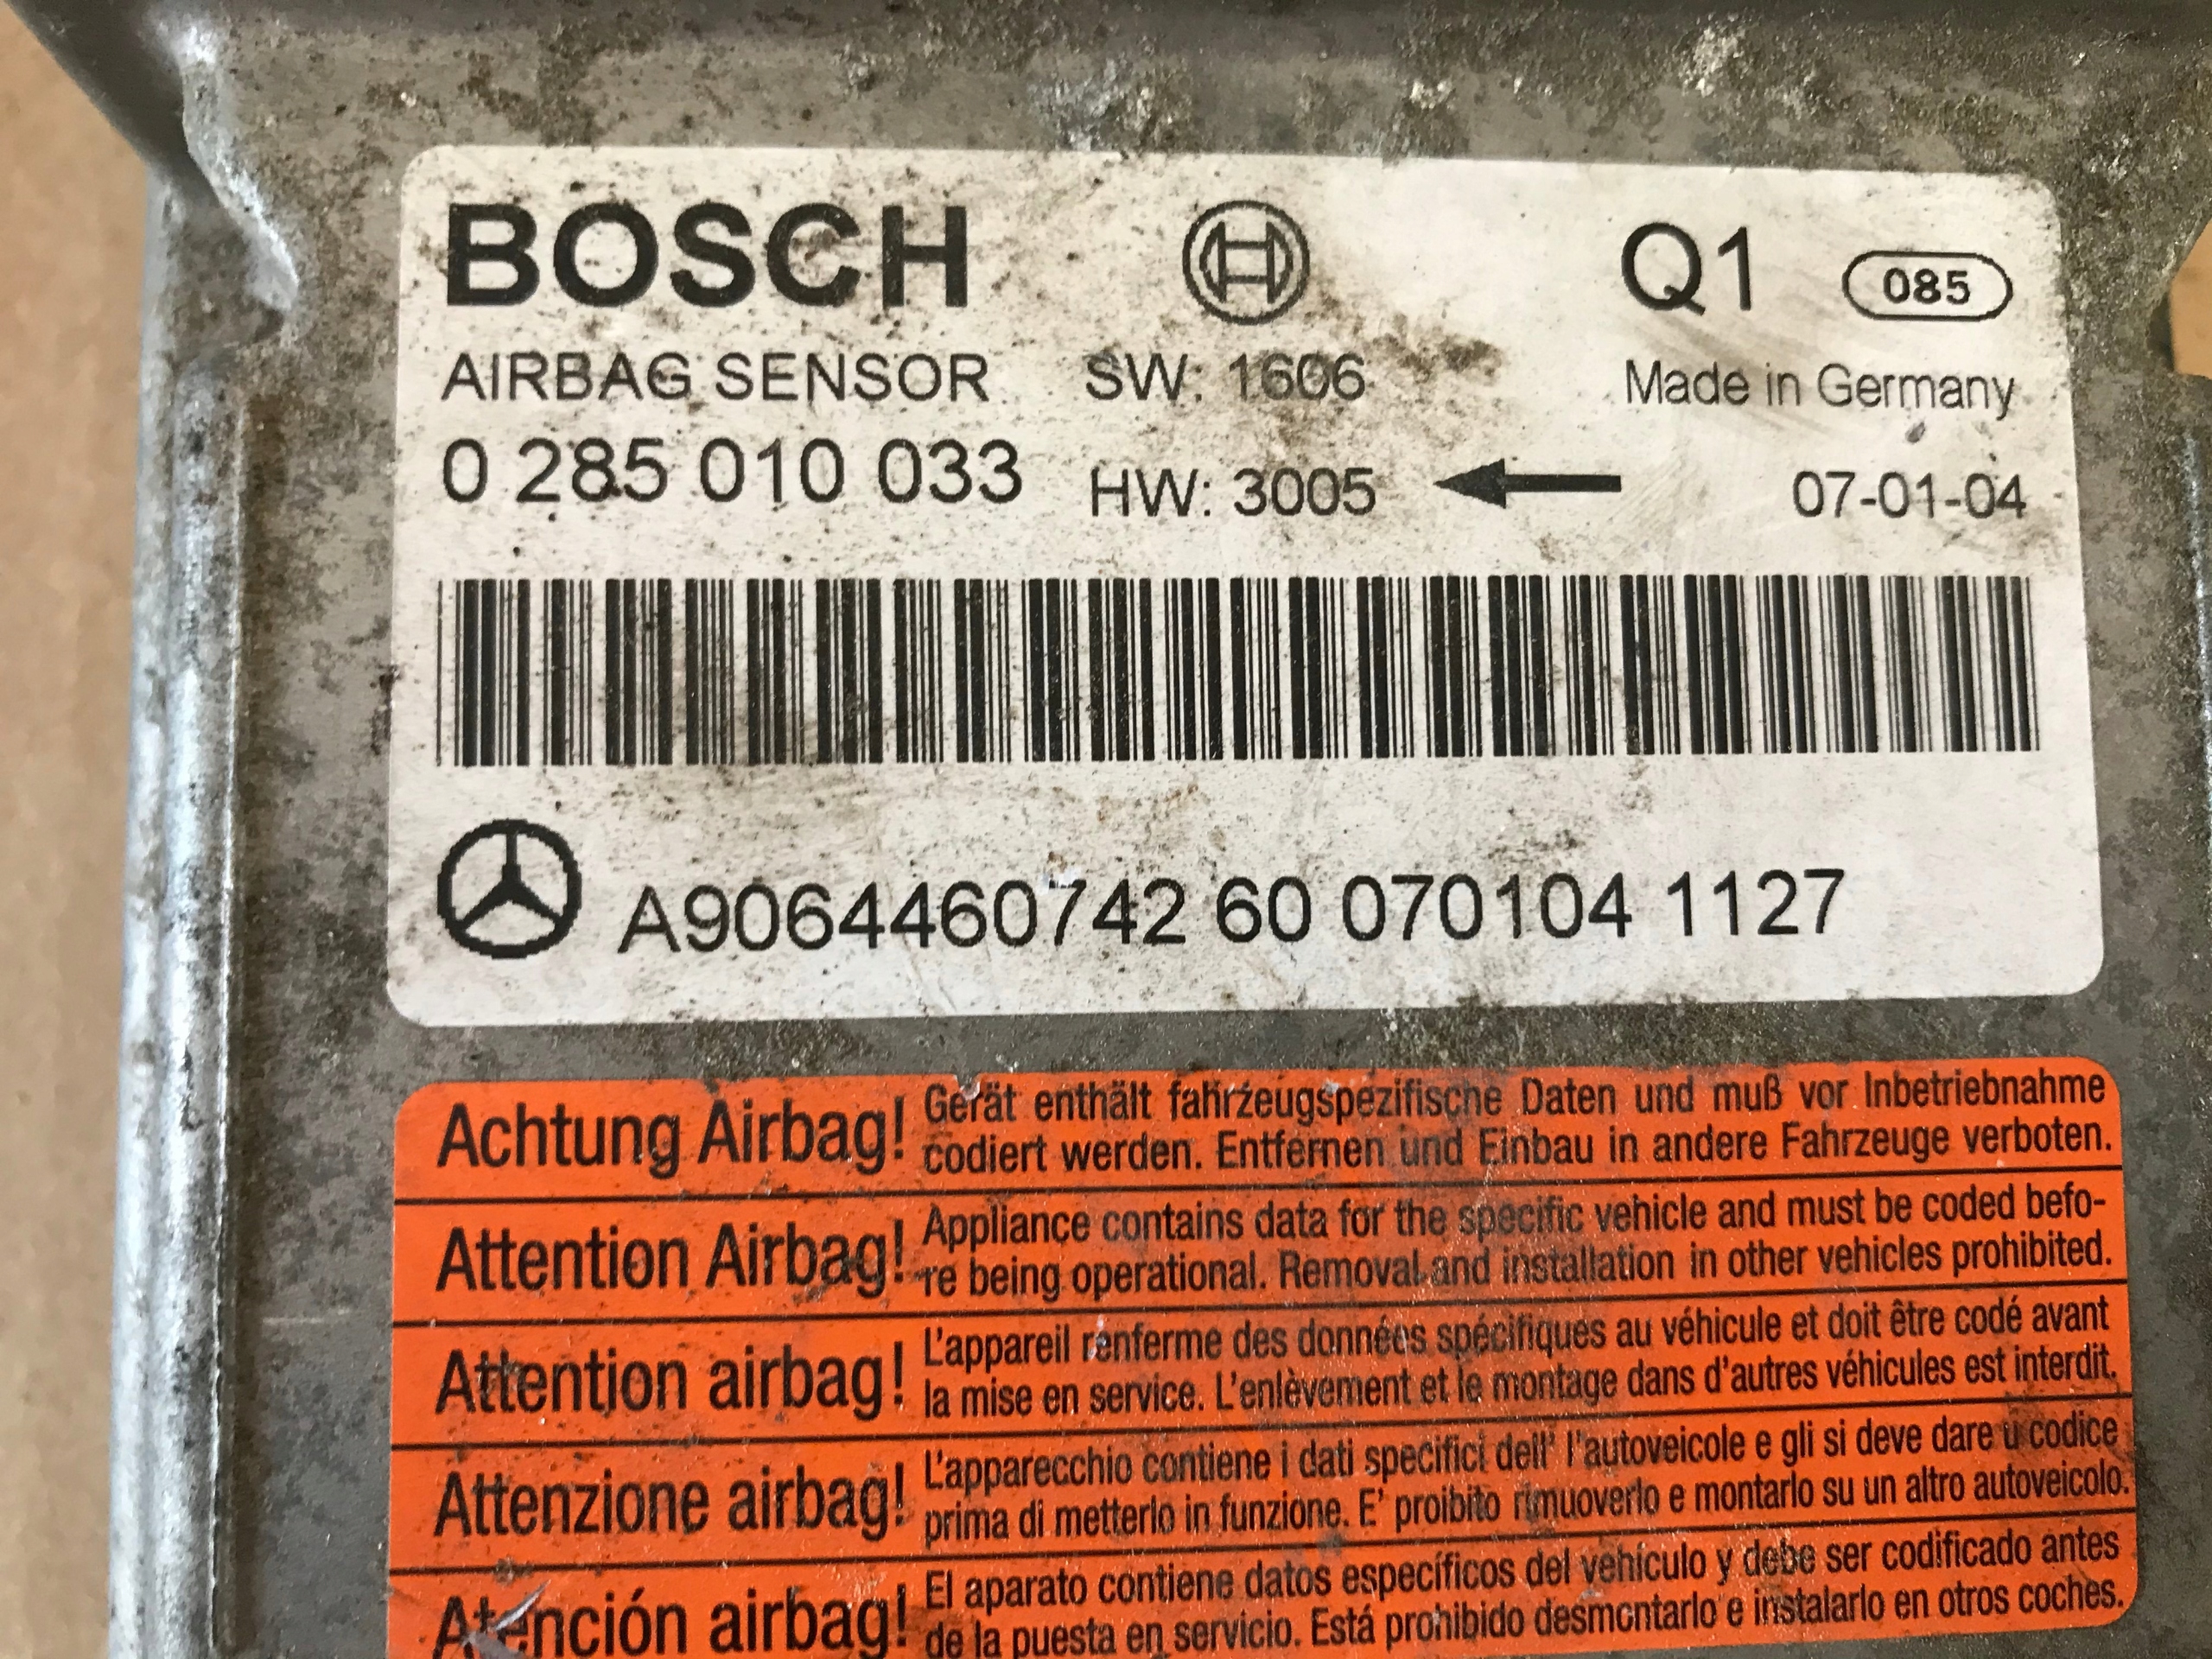 BOSCH Q1 085
AIRBAG SENSOR SW: 1606 Made in Germany
0 285 010 033 HW: 3005 07-01-04
A9064460742 60 070104 1127
Achtung Airbag! Gerät enthält fahrzeugspezifische Daten und muß vor Inbetriebnahme
codiert werden. Entfernen und Einbau in andere Fahrzeuge verboten.
Attention Airbag! Appliance contains data for the specific vehicle and must be coded befo-
re being operational. Removal and installation in other vehicles prohibited.
Attention airbag! L'appareil renferme des données spécifiques au véhicule et doit être codé avant
la mise en service. L'enlèvement et le montage dans d'autres véhicules est interdit.
Attenzione airbag! L'apparecchio contiene i dati specifici dell' l'autoveicole e gli si deve dare u codice
prima di metterlo in funzione. E' proibito rimuoverlo e montarlo su un altro autoveicolo.
Atención airbag! El aparato contiene datos específicos del vehículo y debe ser codificado antes
de la puesta en servicio. Está prohibido desmontarlo e instalarlo en otros coches.